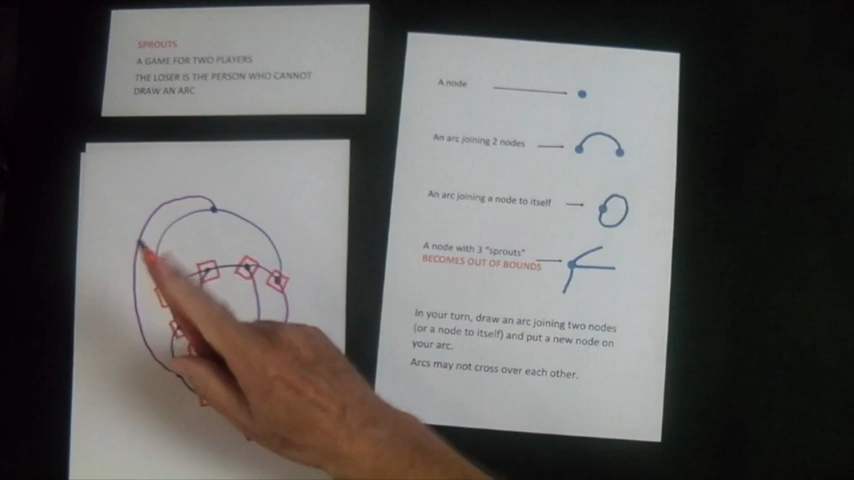 SPROUTS
A GAME FOR TWO PLAYERS
THE LOSER IS THE PERSON WHO CANNOT
DRAW AN ARC
A node
An arc joining 2 nodes
An arc joining a node to itself
A node with 3 "sprouts"
BECOMES OUT OF BOUNDS
In your turn, draw an arc joining two nodes
(or a node to itself) and put a new node on
your arc.
Arcs may not cross over each other.